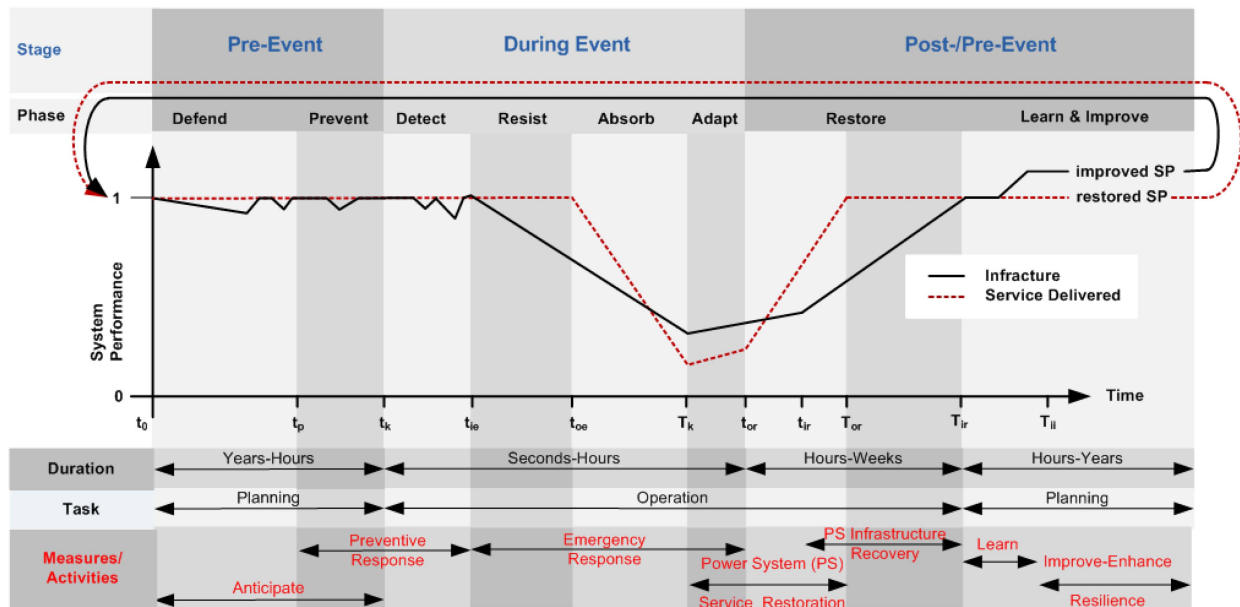 Stage
Pre-Event
During Event
Post-/Pre-Event
Phase
Defend
Prevent
Detect
Resist
Absorb
Adapt
Restore
Learn & Improve
improved SP
restored SP
1
System
Performance
0
Infracture
Service Delivered
Time
t0
tp
tk
tie
toe
Tk
tor
tir
Tor
Tir
Tii
Duration
Years-Hours
Seconds-Hours
Hours-Weeks
Hours-Years
Task
Planning
Operation
Planning
Measures/
Activities
Anticipate
Preventive
Response
Emergency
Response
PS Infrastructure
Recovery
Power System (PS)
Service Restoration
Learn
Improve-Enhance
Resilience